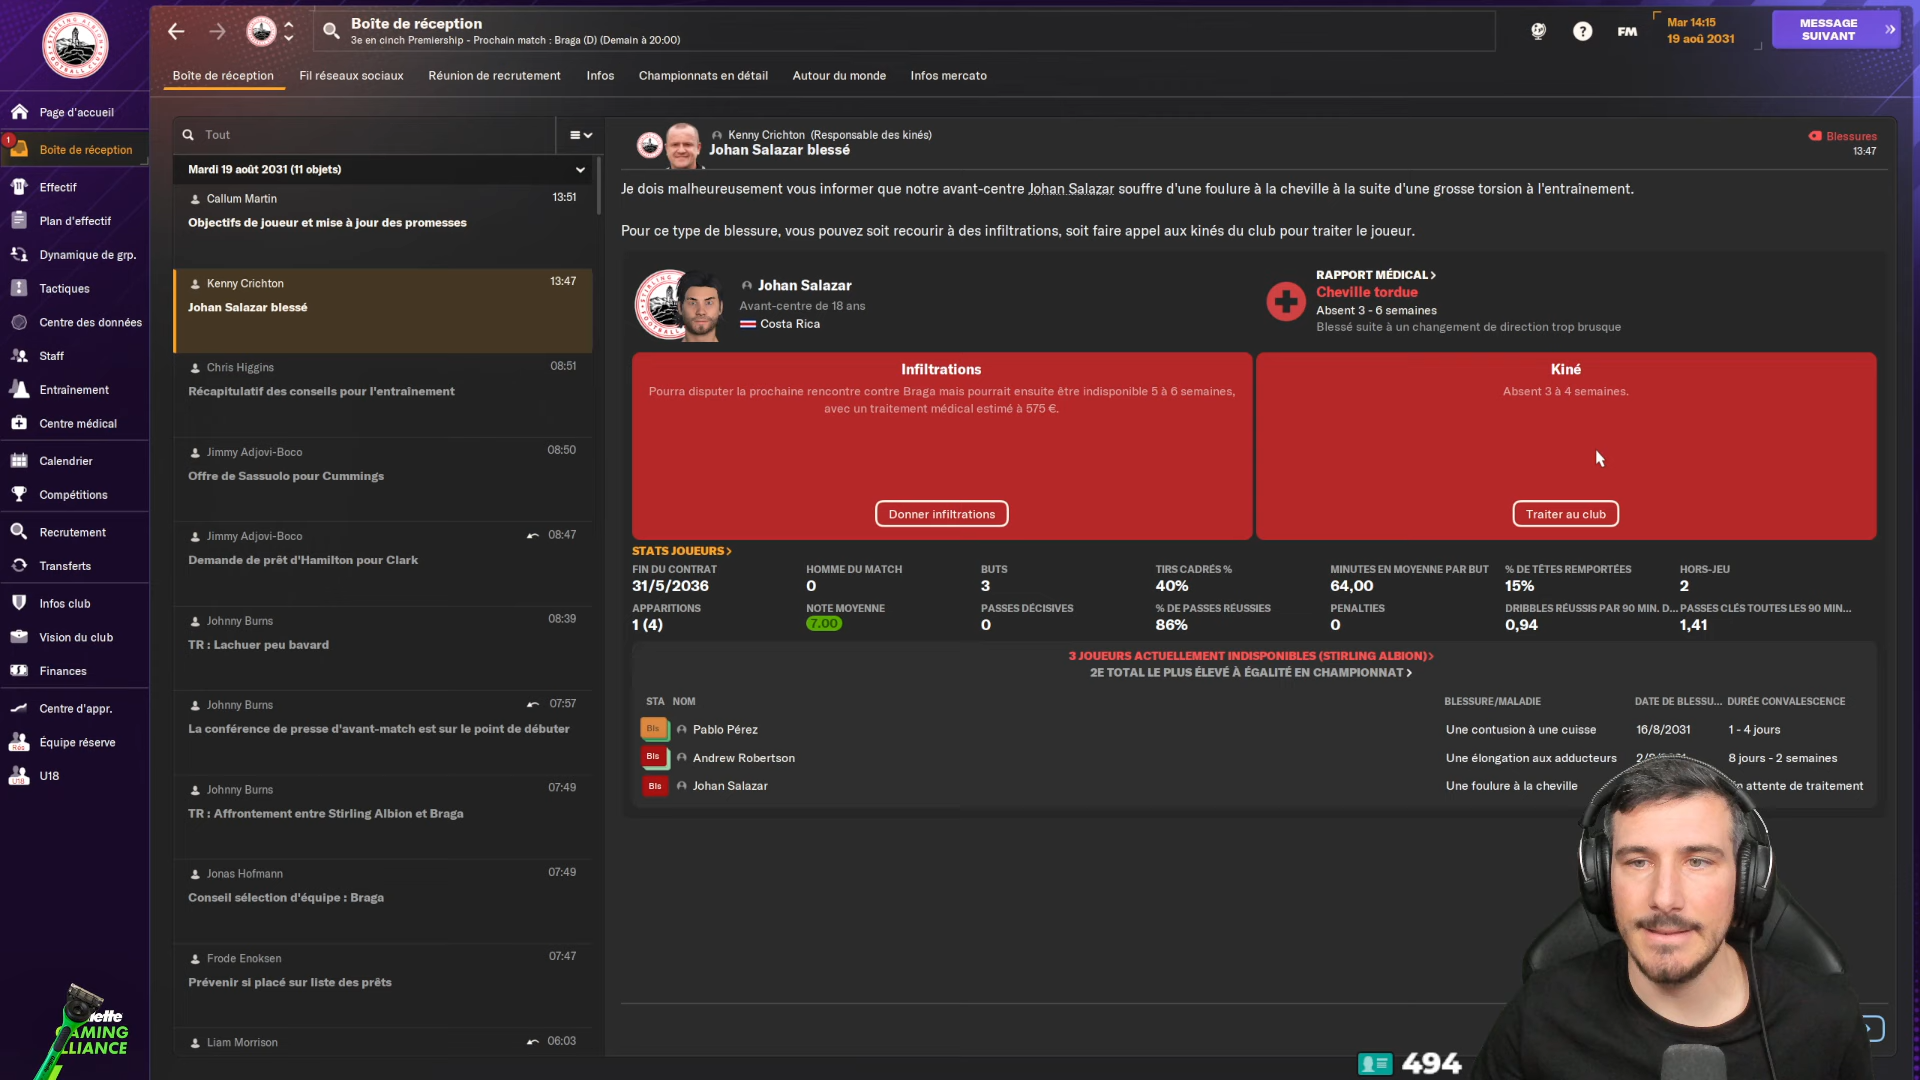 Boîte de réception
3e en cinch Premiership - Prochain match : Braga (D) (Demain à 20:00)
FM
Mar 14:15
19 aoû 2031
MESSAGE
SUIVANT
Boîte de réception
Fil réseaux sociaux
Réunion de recrutement
Infos
Championnats en détail
Autour du monde
Infos mercato
Page d'accueil
1
Boîte de réception
Effectif
Plan d'effectif
Dynamique de grp.
Tactiques
Centre des données
Staff
Entraînement
Centre médical
Calendrier
Compétitions
Recrutement
Transferts
Infos club
Vision du club
Finances
Centre d'appr.
Équipe réserve
U18
GAMING
Tout
Mardi 19 août 2031 (11 objets)
Callum Martin 13:51
Objectifs de joueur et mise à jour des promesses
Kenny Crichton 13:47
Johan Salazar blessé
Chris Higgins 08:51
Récapitulatif des conseils pour l'entraînement
Jimmy Adjovi-Boco 08:50
Offre de Sassuolo pour Cummings
Jimmy Adjovi-Boco 08:47
Demande de prêt d'Hamilton pour Clark
Johnny Burns 08:39
TR : Lachuer peu bavard
Johnny Burns 07:57
La conférence de presse d'avant-match est sur le point de débuter
Johnny Burns 07:49
TR : Affrontement entre Stirling Albion et Braga
Jonas Hofmann 07:49
Conseil sélection d'équipe : Braga
Frode Enoksen 07:47
Prévenir si placé sur liste des prêts
Liam Morrison 06:03
Kenny Crichton (Responsable des kinés)
Johan Salazar blessé
Blessures
13:47
Je dois malheureusement vous informer que notre avant-centre Johan Salazar souffre d'une foulure à la cheville à la suite d'une grosse torsion à l'entraînement.
Pour ce type de blessure, vous pouvez soit recourir à des infiltrations, soit faire appel aux kinés du club pour traiter le joueur.
Johan Salazar
Avant-centre de 18 ans
Costa Rica
RAPPORT MÉDICAL >
Cheville tordue
Absent 3 - 6 semaines
Blessé suite à un changement de direction trop brusque
Infiltrations
Pourra disputer la prochaine rencontre contre Braga mais pourrait ensuite être indisponible 5 à 6 semaines,
avec un traitement médical estimé à 575 €.
Donner infiltrations
Kiné
Absent 3 à 4 semaines.
Traiter au club
STATS JOUEURS >
FIN DU CONTRAT HOMME DU MATCH BUTS TIRS CADRÉS % MINUTES EN MOYENNE PAR BUT % DE TÊTES REMPORTÉES HORS-JEU
31/5/2036 0 3 40% 64,00 15% 2
APPARITIONS NOTE MOYENNE PASSES DÉCISIVES % DE PASSES RÉUSSIES PENALTIES DRIBBLES RÉUSSIS PAR 90 MIN. D... PASSES CLÉS TOUTES LES 90 MIN...
1 (4) 7.00 0 86% 0 0,94 1,41
3 JOUEURS ACTUELLEMENT INDISPONIBLES (STIRLING ALBION) >
2E TOTAL LE PLUS ÉLEVÉ À ÉGALITÉ EN CHAMPIONNAT >
STA NOM BLESSURE/MALADIE DATE DE BLESSU... DURÉE CONVALESCENCE
Bls Pablo Pérez Une contusion à une cuisse 16/8/2031 1 - 4 jours
Bls Andrew Robertson Une élongation aux adducteurs 8 jours - 2 semaines
Bls Johan Salazar Une foulure à la cheville attente de traitement
494